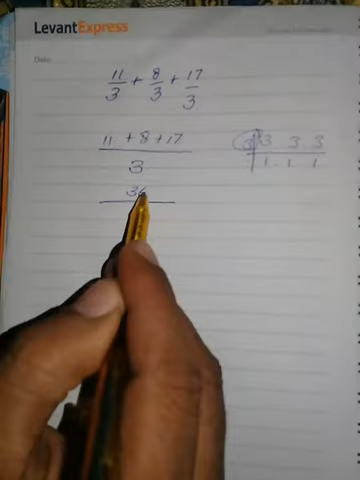 LevantExpress
Date:
11/3 + 8/3 + 17/3
11 + 8 + 17
3
3 | 3 3 3
1 . 1 . 1
36